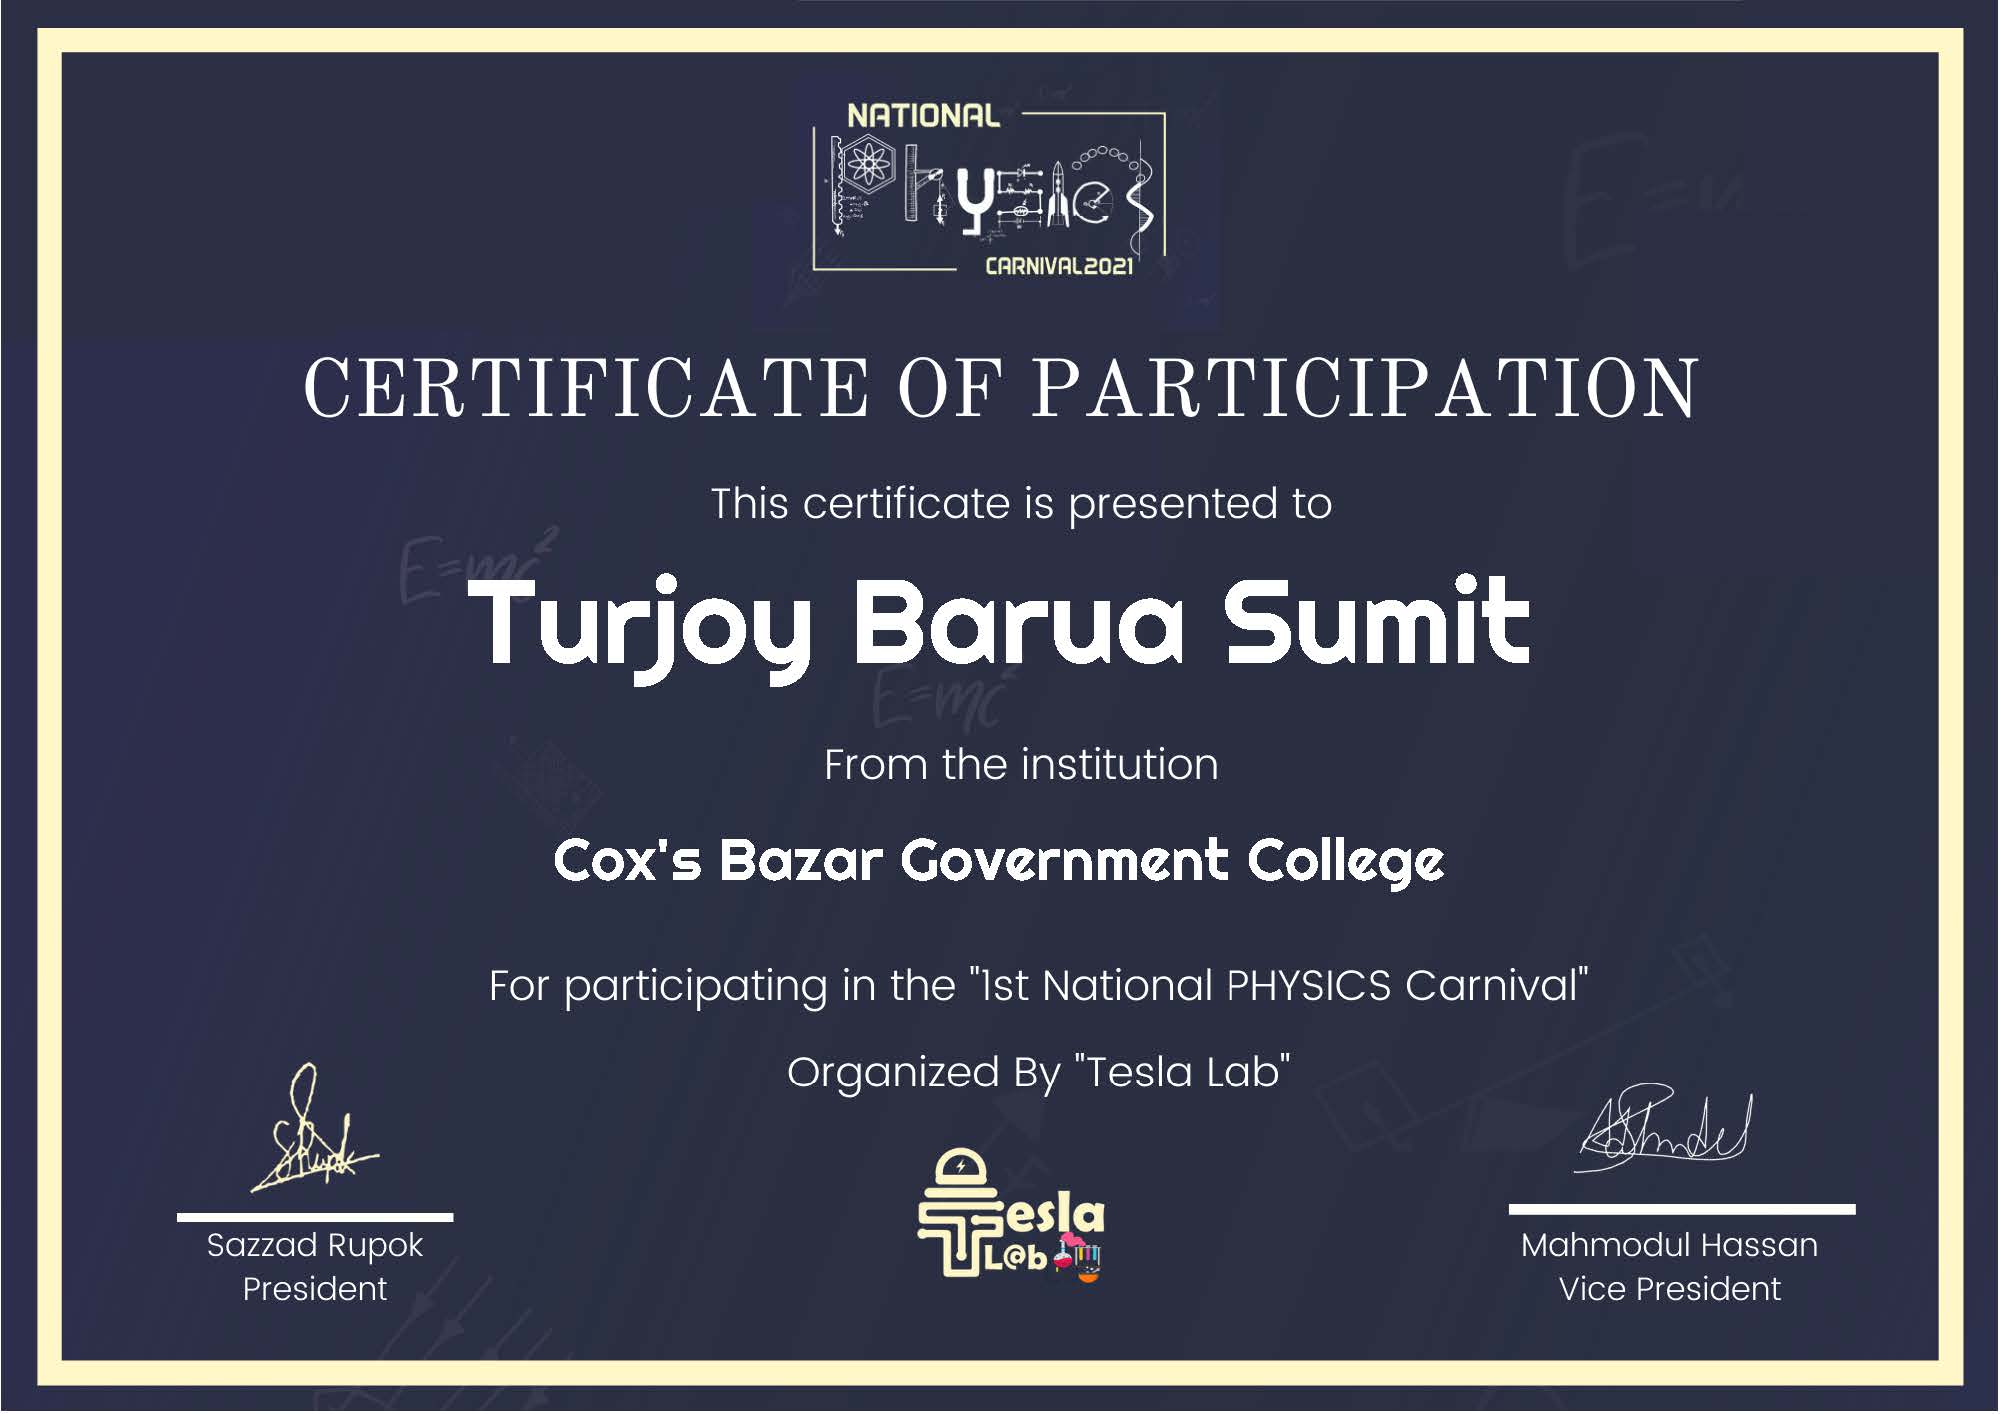 NATIONAL
Physics
CARNIVAL2021
CERTIFICATE OF PARTICIPATION
This certificate is presented to
E=mc²
Turjoy Barua Sumit
E=mc²
From the institution
Cox's Bazar Government College
For participating in the "1st National PHYSICS Carnival"
Organized By "Tesla Lab"
Tesla
L@b
Sazzad Rupok
President
Mahmodul Hassan
Vice President